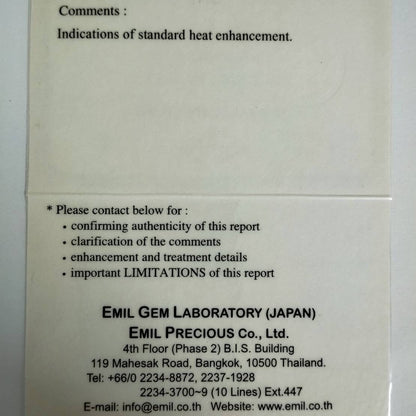 Comments :
Indications of standard heat enhancement.
* Please contact below for :
• confirming authenticity of this report
• clarification of the comments
• enhancement and treatment details
• important LIMITATIONS of this report
EMIL GEM LABORATORY (JAPAN)
EMIL PRECIOUS Co., Ltd.
4th Floor (Phase 2) B.I.S. Building
119 Mahesak Road, Bangkok, 10500 Thailand.
Tel: +66/0 2234-8872, 2237-1928
2234-3700~9 (10 Lines) Ext.447
E-mail: info@emil.co.th Website: www.emil.co.th